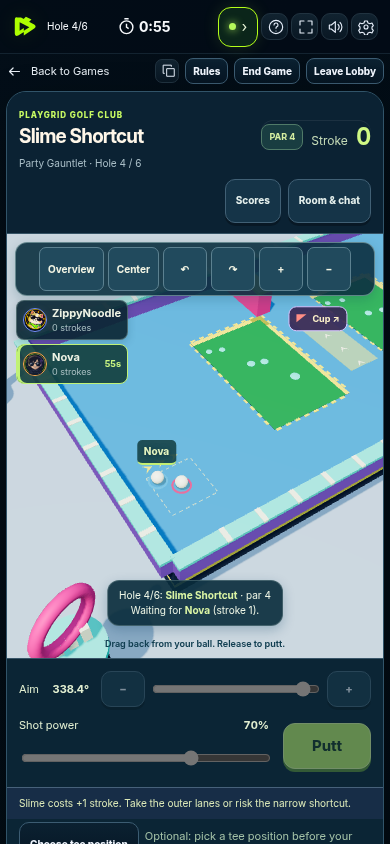 Hole 4/6
0:55
›
Back to Games
Rules
End Game
Leave Lobby
PLAYGRID GOLF CLUB
Slime Shortcut
PAR 4
Stroke 0
Party Gauntlet · Hole 4 / 6
Scores
Room & chat
Overview
Center
↶
↷
+
−
ZippyNoodle
0 strokes
Cup ↗
Nova
0 strokes
55s
Nova
Hole 4/6: Slime Shortcut · par 4
Waiting for Nova (stroke 1).
Drag back from your ball. Release to putt.
Aim 338.4°
−
+
Shot power 70%
Putt
Slime costs +1 stroke. Take the outer lanes or risk the narrow shortcut.
Choose tee position
Optional: pick a tee position before your